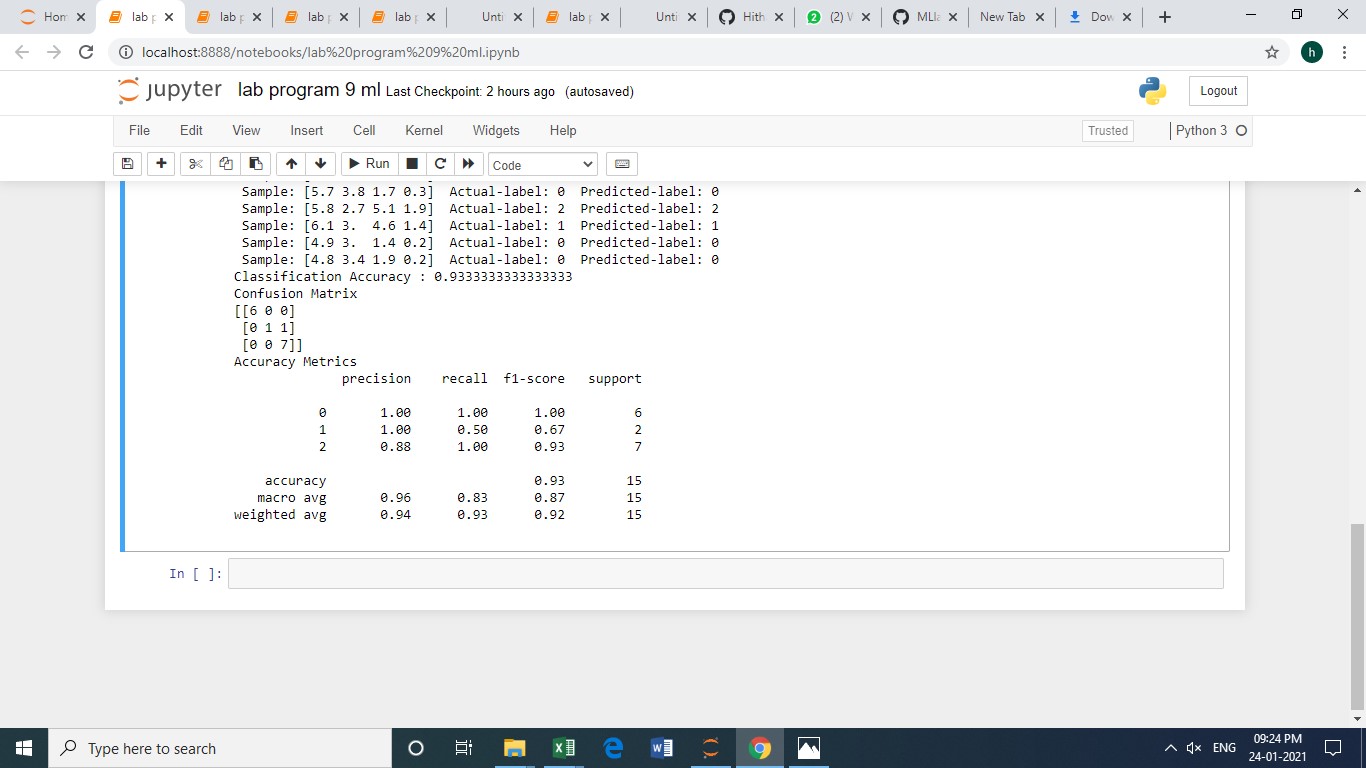 Hom
lab p
lab p
lab p
lab p
Unti
lab p
Unti
Hith
2 (2) W
MLla
New Tab
Dow
localhost:8888/notebooks/lab%20program%209%20ml.ipynb
h
jupyter lab program 9 ml Last Checkpoint: 2 hours ago (autosaved)
Logout
File Edit View Insert Cell Kernel Widgets Help
Trusted
Python 3
Run
Code
Sample: [5.7 3.8 1.7 0.3] Actual-label: 0 Predicted-label: 0
Sample: [5.8 2.7 5.1 1.9] Actual-label: 2 Predicted-label: 2
Sample: [6.1 3. 4.6 1.4] Actual-label: 1 Predicted-label: 1
Sample: [4.9 3. 1.4 0.2] Actual-label: 0 Predicted-label: 0
Sample: [4.8 3.4 1.9 0.2] Actual-label: 0 Predicted-label: 0
Classification Accuracy : 0.9333333333333333
Confusion Matrix
[[6 0 0]
[0 1 1]
[0 0 7]]
Accuracy Metrics
precision recall f1-score support
0 1.00 1.00 1.00 6
1 1.00 0.50 0.67 2
2 0.88 1.00 0.93 7
accuracy 0.93 15
macro avg 0.96 0.83 0.87 15
weighted avg 0.94 0.93 0.92 15
In [ ]:
Type here to search
ENG
09:24 PM
24-01-2021